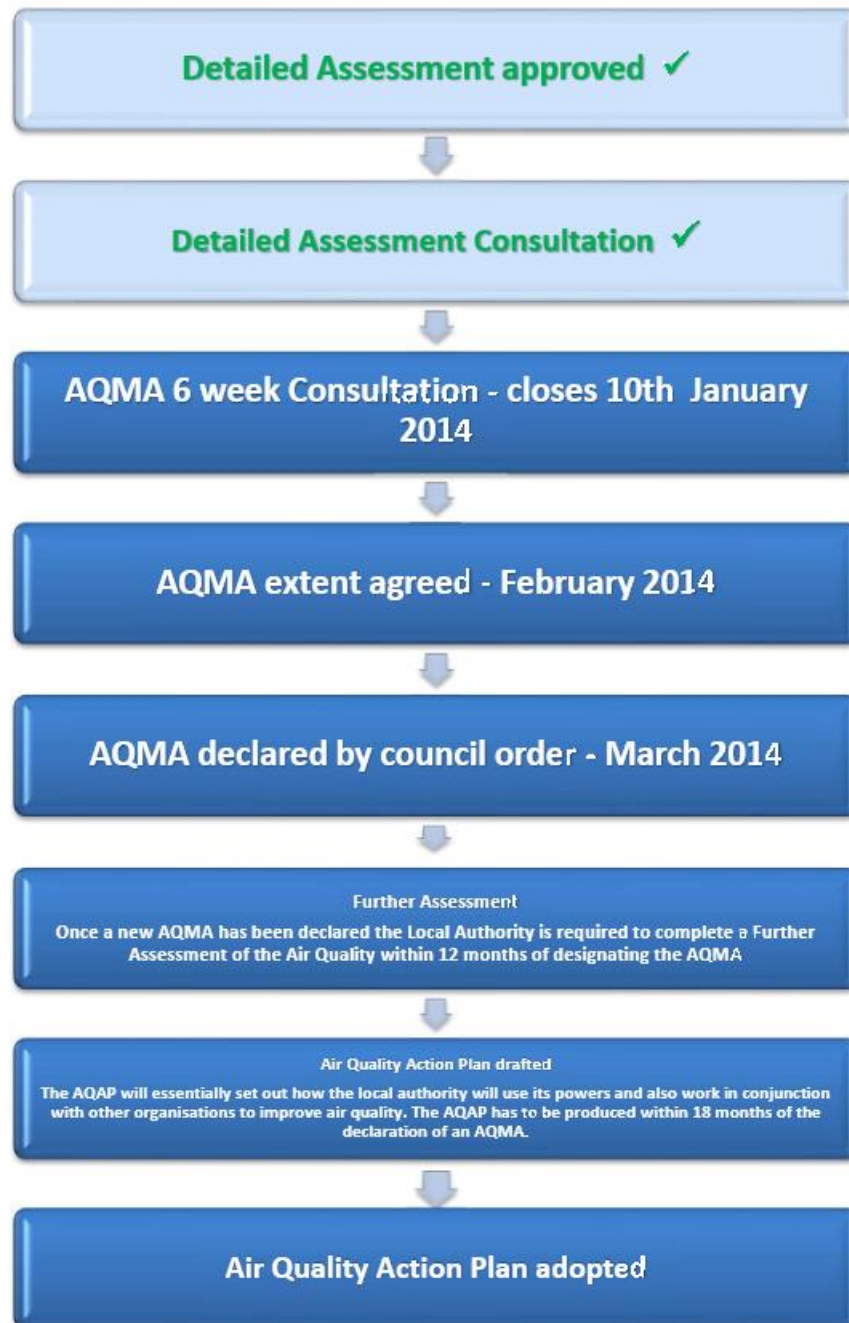 Detailed Assessment approved ✓
Detailed Assessment Consultation ✓
AQMA 6 week Consultation - closes 10th January
2014
AQMA extent agreed - February 2014
AQMA declared by council order - March 2014
Further Assessment
Once a new AQMA has been declared the Local Authority is required to complete a Further
Assessment of the Air Quality within 12 months of designating the AQMA
Air Quality Action Plan drafted
The AQAP will essentially set out how the local authority will use its powers and also work in conjunction
with other organisations to improve air quality. The AQAP has to be produced within 18 months of the
declaration of an AQMA.
Air Quality Action Plan adopted